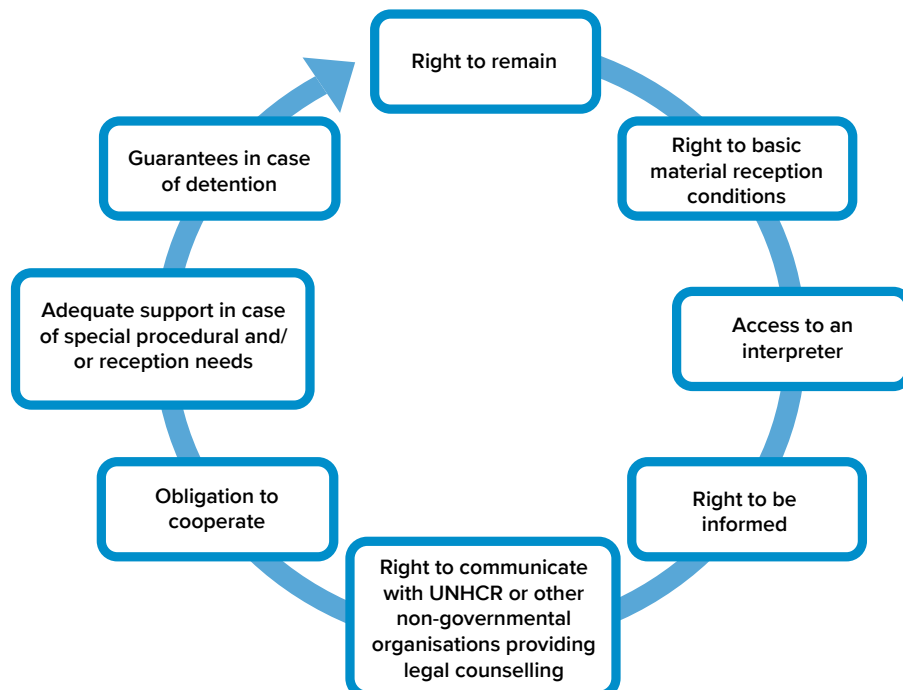 Right to remain
Right to basic
material reception
conditions
Access to an
interpreter
Right to be
informed
Right to communicate
with UNHCR or other
non-governmental
organisations providing
legal counselling
Obligation to
cooperate
Adequate support in case
of special procedural and/
or reception needs
Guarantees in case
of detention